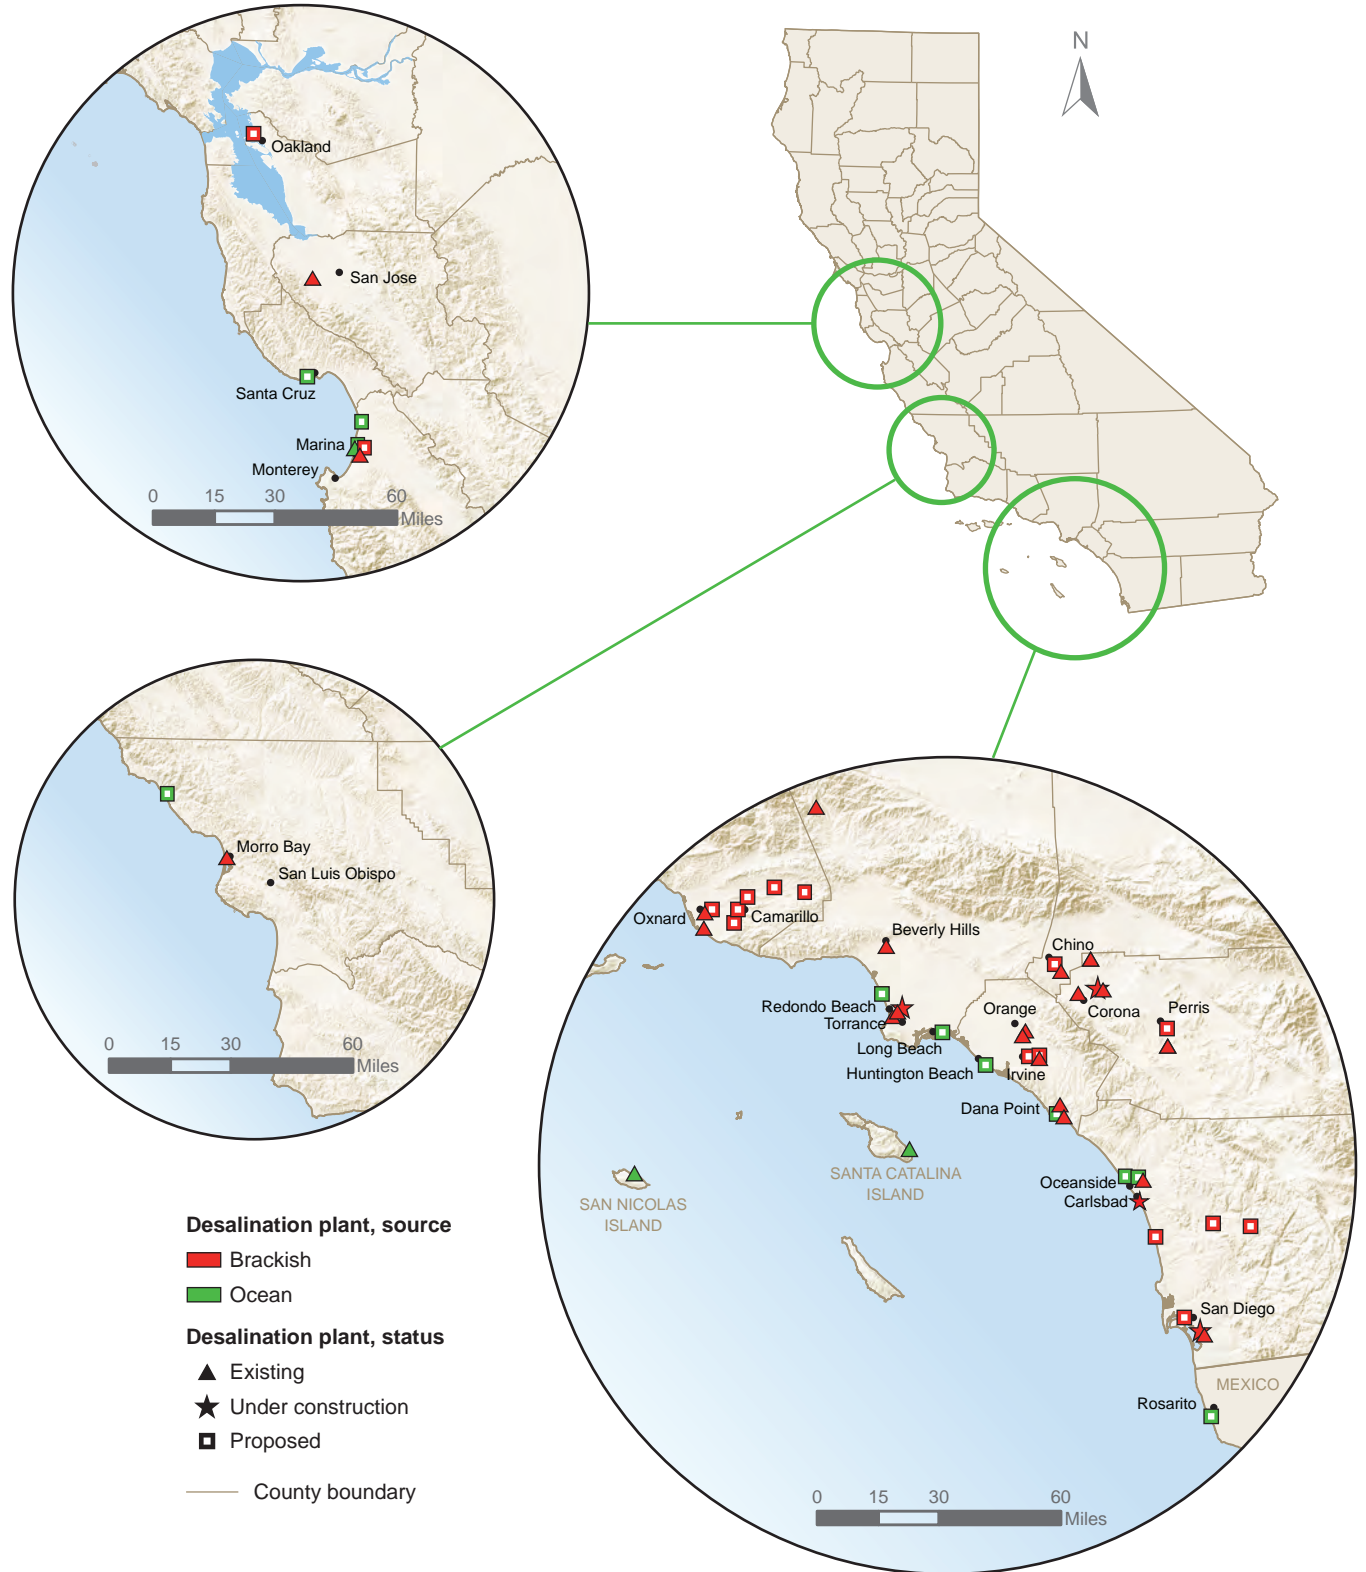 N
Oakland
San Jose
Santa Cruz
Marina
Monterey
0 15 30 60
Miles
Morro Bay
San Luis Obispo
0 15 30 60
Miles
Oxnard
Camarillo
Beverly Hills
Chino
Redondo Beach
Torrance
Orange
Corona
Perris
Long Beach
Huntington Beach
Irvine
Dana Point
SANTA CATALINA
ISLAND
SAN NICOLAS
ISLAND
Oceanside
Carlsbad
San Diego
MEXICO
Rosarito
0 15 30 60
Miles
Desalination plant, source
Brackish
Ocean
Desalination plant, status
Existing
Under construction
Proposed
County boundary